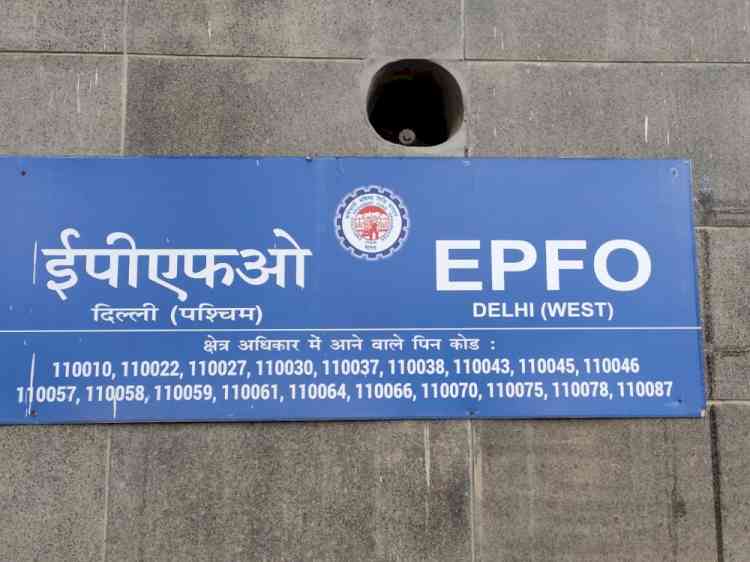 ईपीएफओ
दिल्ली (पश्चिम)
EPFO
DELHI (WEST)
क्षेत्र अधिकार में आने वाले पिन कोड :
110010, 110022, 110027, 110030, 110037, 110038, 110043, 110045, 110046
110057, 110058, 110059, 110061, 110064, 110066, 110070, 110075, 110078, 110087